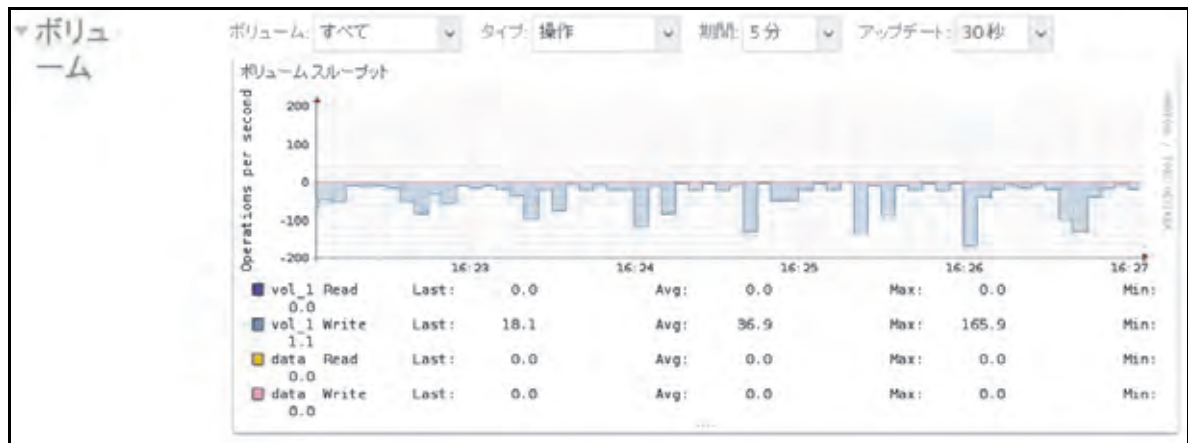 ▼ボリュ
ーム
ボリューム: すべて タイプ: 操作 期間: 5分 アップデート: 30秒
ボリューム スループット
Operations per second
200
100
0
-100
-200
16:23 16:24 16:25 16:26 16:27
vol_1 Read Last: 0.0 Avg: 0.0 Max: 0.0 Min:
0.0
vol_1 Write Last: 18.1 Avg: 36.9 Max: 165.9 Min:
1.1
data Read Last: 0.0 Avg: 0.0 Max: 0.0 Min:
0.0
data Write Last: 0.0 Avg: 0.0 Max: 0.0 Min:
0.0